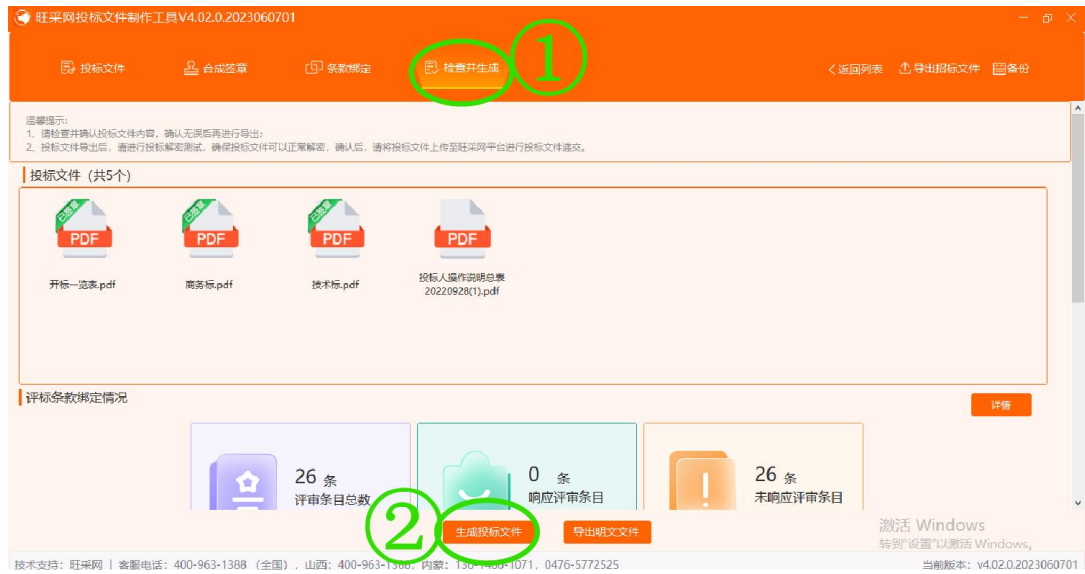 旺采网投标文件制作工具V4.02.0.2023060701
投标文件
合成签章
条款绑定
检查并生成
①
返回列表
导出招标文件
备份
温馨提示：
1、请检查并确认投标文件内容，确认无误后再进行导出；
2、投标文件导出后，请进行投标解密测试，确保投标文件可以正常解密，确认后，请将投标文件上传至旺采网平台进行投标文件递交。
投标文件（共5个）
已签章
PDF
开标一览表.pdf
已签章
PDF
商务标.pdf
已签章
PDF
技术标.pdf
PDF
投标人操作说明总表
20220928(1).pdf
评标条款绑定情况
详情
26 条
评审条目总数
0 条
响应评审条目
26 条
未响应评审条目
②
生成投标文件
导出明文文件
激活 Windows
转到"设置"以激活 Windows。
技术支持：旺采网 | 客服电话：400-963-1388（全国），山西：400-963-1388，内蒙：
0476-5772525
当前版本：v4.02.0.2023060701